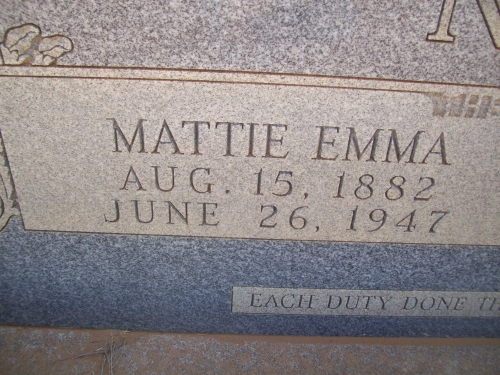 MATTIE EMMA
AUG. 15, 1882
JUNE 26, 1947
EACH DUTY DONE